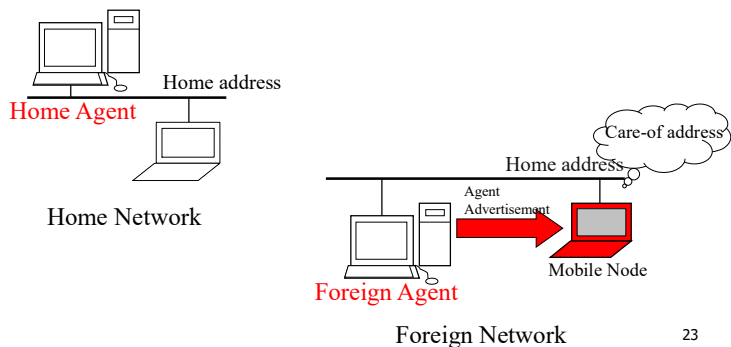 Home address
Home Agent
Home Network
Care-of address
Home address
Agent
Advertisement
Mobile Node
Foreign Agent
Foreign Network
23